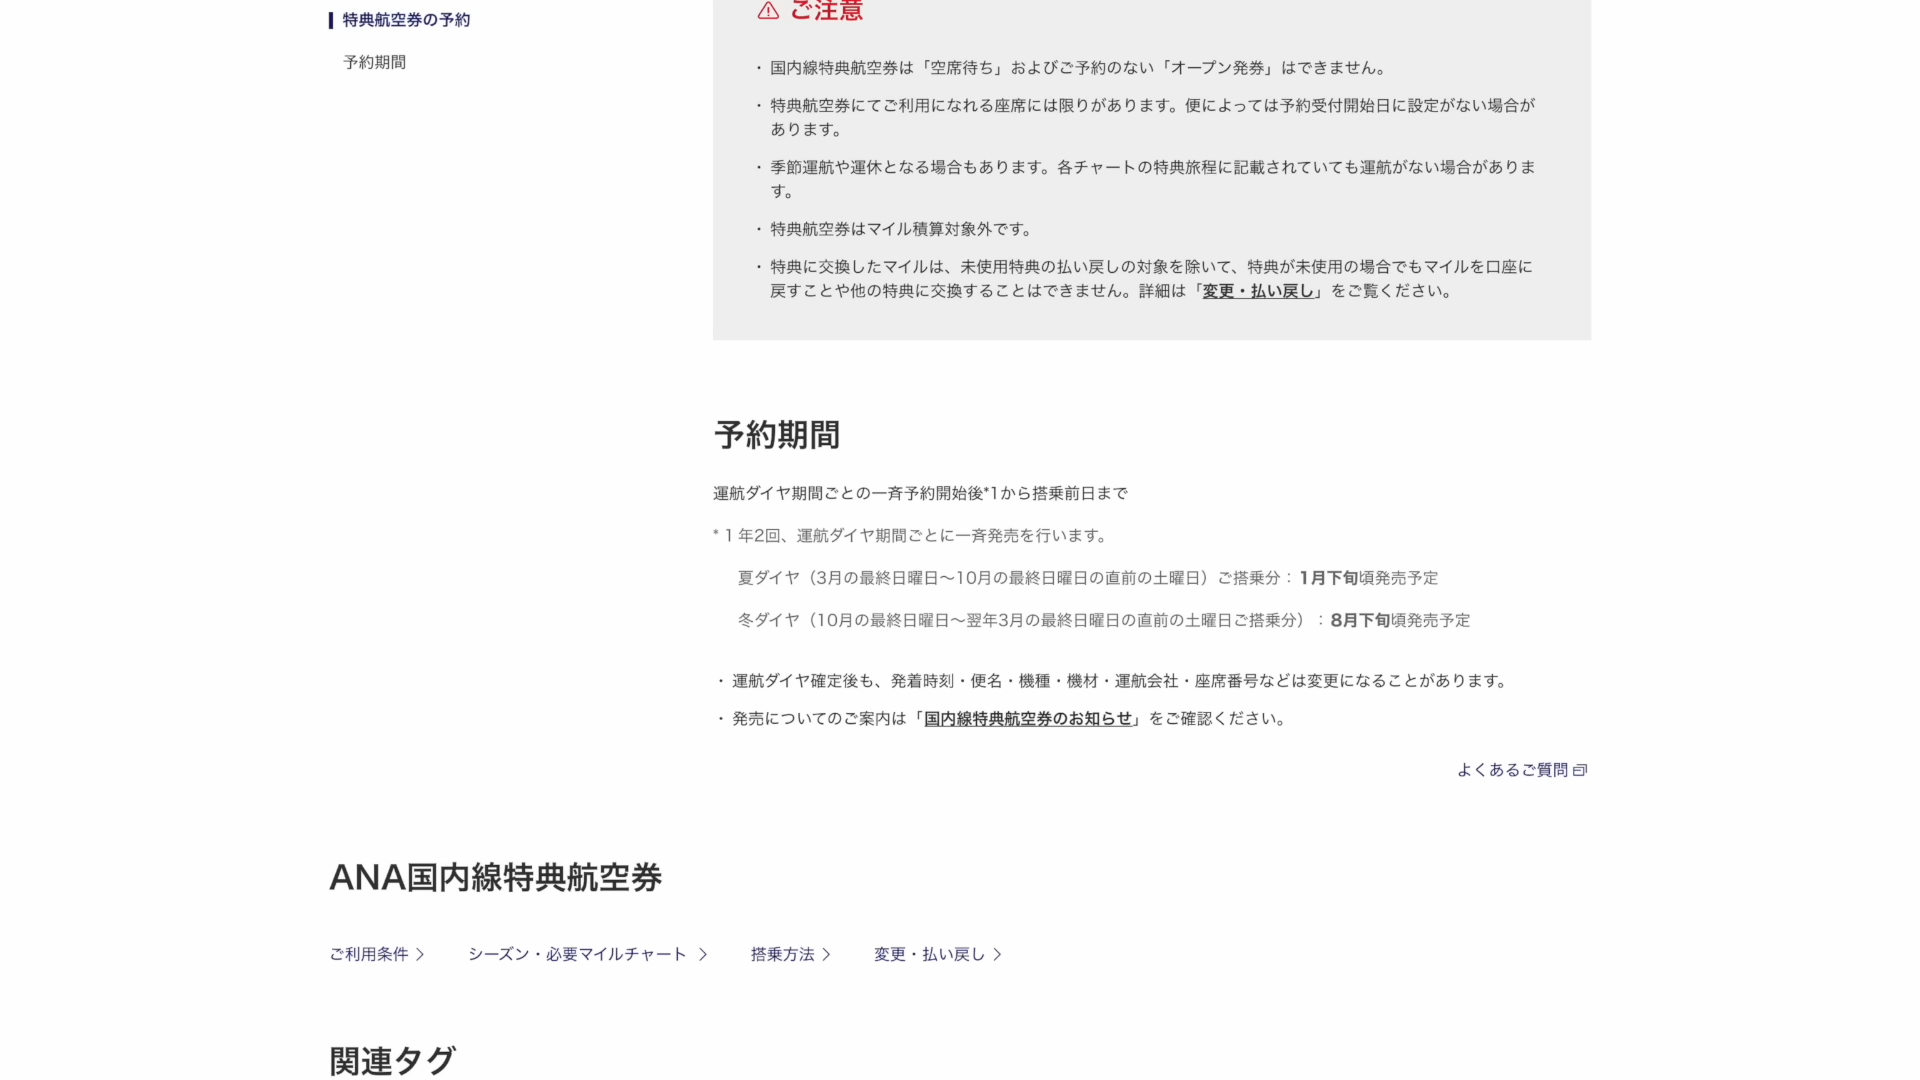 特典航空券の予約
予約期間
ご注意
・ 国内線特典航空券は「空席待ち」およびご予約のない「オープン発券」はできません。
・ 特典航空券にてご利用になれる座席には限りがあります。便によっては予約受付開始日に設定がない場合が
あります。
・ 季節運航や運休となる場合もあります。各チャートの特典旅程に記載されていても運航がない場合がありま
す。
・ 特典航空券はマイル積算対象外です。
・ 特典に交換したマイルは、未使用特典の払い戻しの対象を除いて、特典が未使用の場合でもマイルを口座に
戻すことや他の特典に交換することはできません。詳細は「変更・払い戻し」をご覧ください。
予約期間
運航ダイヤ期間ごとの一斉予約開始後*1から搭乗前日まで
* 1 年2回、運航ダイヤ期間ごとに一斉発売を行います。
夏ダイヤ（3月の最終日曜日～10月の最終日曜日の直前の土曜日）ご搭乗分： 1月下旬頃発売予定
冬ダイヤ（10月の最終日曜日～翌年3月の最終日曜日の直前の土曜日ご搭乗分）：8月下旬頃発売予定
・ 運航ダイヤ確定後も、発着時刻・便名・機種・機材・運航会社・座席番号などは変更になることがあります。
・ 発売についてのご案内は「国内線特典航空券のお知らせ」をご確認ください。
よくあるご質問
ANA国内線特典航空券
ご利用条件
シーズン・必要マイルチャート
搭乗方法
変更・払い戻し
関連タグ